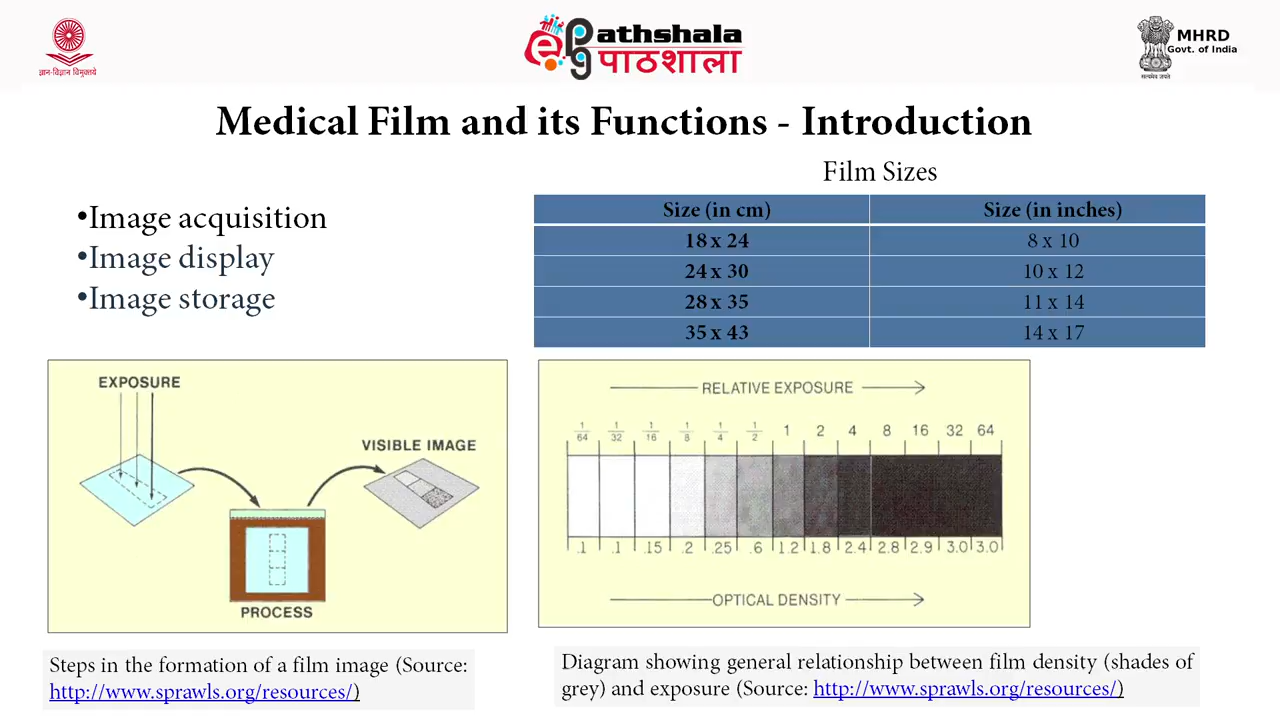 ज्ञान-विज्ञान विमुक्तये
e pg
athshala
पाठशाला
MHRD
Govt. of India
सत्यमेव जयते
Medical Film and its Functions - Introduction
•Image acquisition
•Image display
•Image storage
Film Sizes
Size (in cm) Size (in inches)
18 x 24 8 x 10
24 x 30 10 x 12
28 x 35 11 x 14
35 x 43 14 x 17
EXPOSURE
VISIBLE IMAGE
PROCESS
RELATIVE EXPOSURE
1/64 1/32 1/16 1/8 1/4 1/2 1 2 4 8 16 32 64
.1 .1 .15 .2 .25 .6 1.2 1.8 2.4 2.8 2.9 3.0 3.0
OPTICAL DENSITY
Steps in the formation of a film image (Source:
http://www.sprawls.org/resources/)
Diagram showing general relationship between film density (shades of
grey) and exposure (Source: http://www.sprawls.org/resources/)